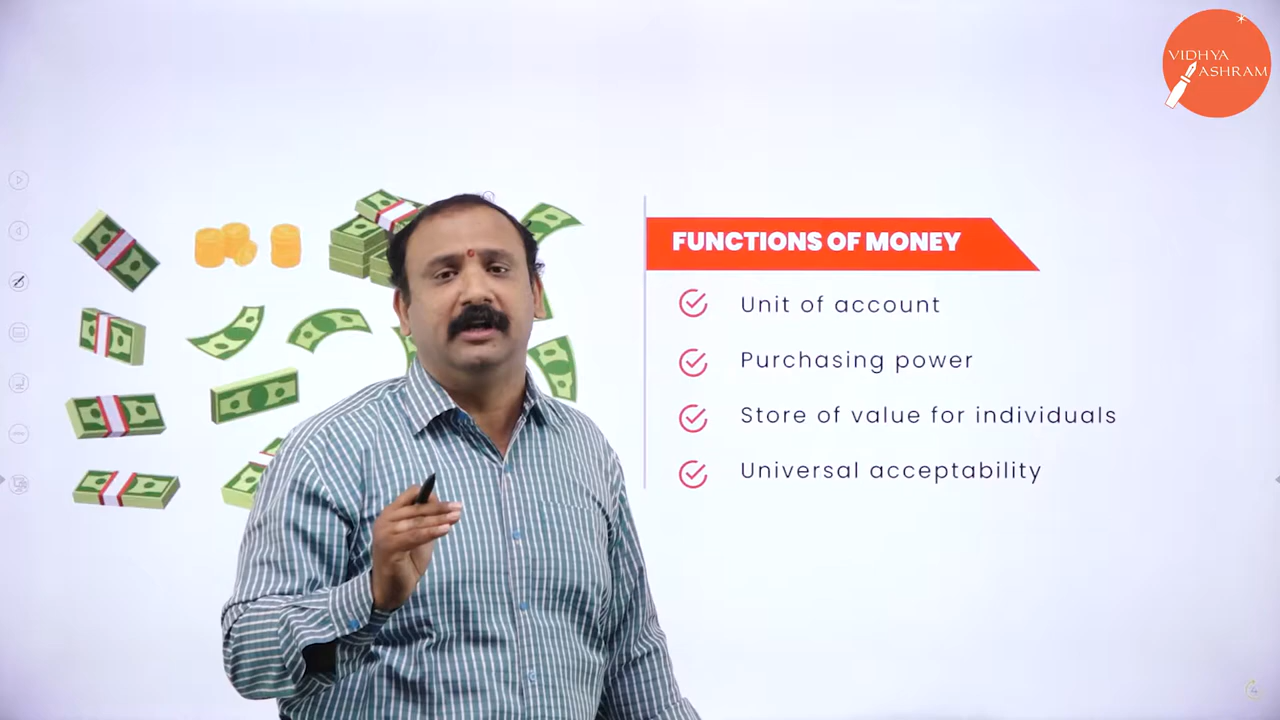 VIDHYA
ASHRAM
FUNCTIONS OF MONEY
Unit of account
Purchasing power
Store of value for individuals
Universal acceptability